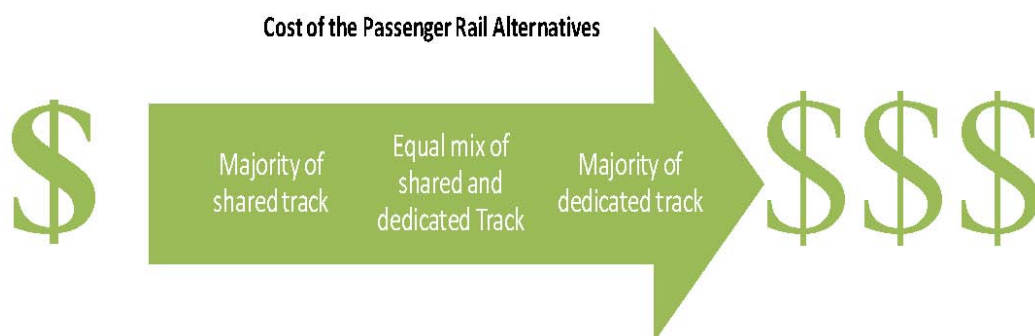 Cost of the Passenger Rail Alternatives
$
Majority of
shared track
Equal mix of
shared and
dedicated Track
Majority of
dedicated track
$$$